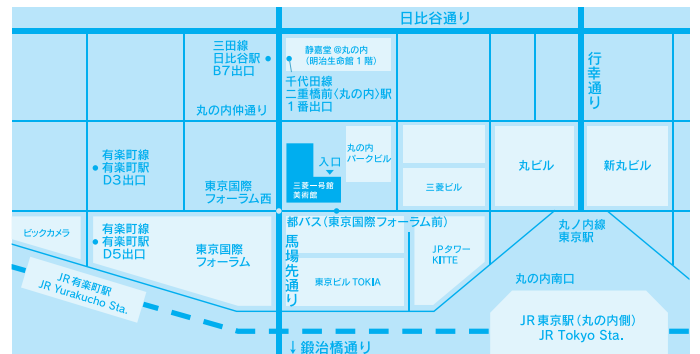 日比谷通り
三田線
日比谷駅
B7出口
静嘉堂@丸の内
(明治生命館1階)
千代田線
二重橋前〈丸の内〉駅
1番出口
行幸通り
丸の内仲通り
有楽町線
有楽町駅
D3出口
東京国際
フォーラム西
入口
三菱一号館
美術館
丸の内
パークビル
三菱ビル
丸ビル
新丸ビル
都バス(東京国際フォーラム前)
ビックカメラ
有楽町線
有楽町駅
D5出口
東京国際
フォーラム
馬場先通り
東京ビル TOKIA
JPタワー
KITTE
丸ノ内線
東京駅
丸の内南口
JR有楽町駅
JR Yurakucho Sta.
JR東京駅(丸の内側)
JR Tokyo Sta.
↓鍛治橋通り